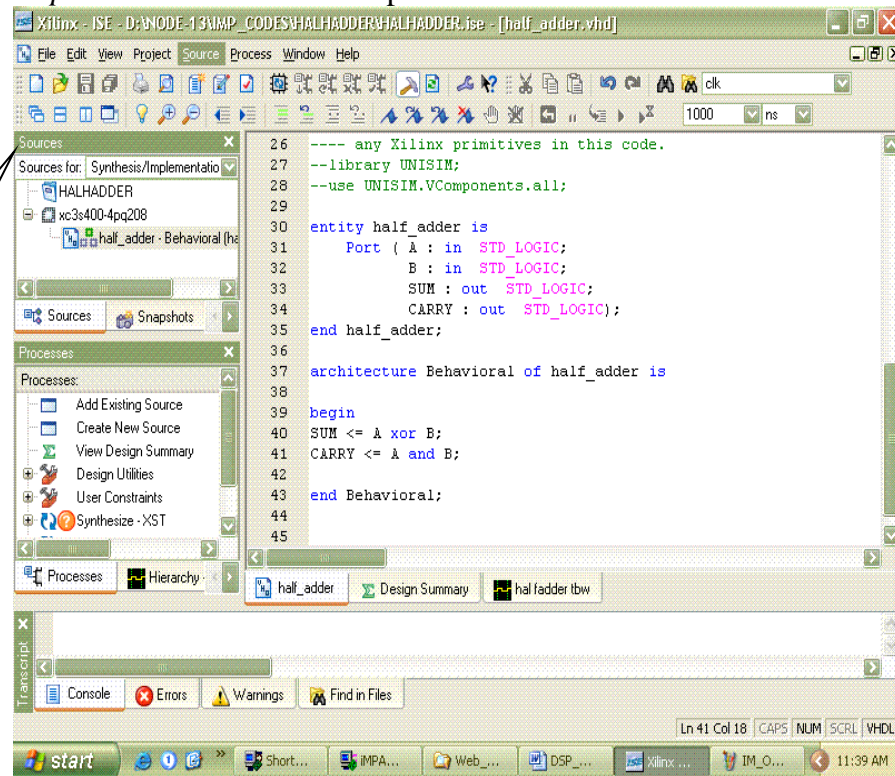 Xilinx - ISE - D:\NODE-13\IMP_CODES\HALHADDER\HALHADDER.ise - [half_adder.vhd]
File Edit View Project Source Process Window Help
clk
1000 ns
Sources
Sources for: Synthesis/Implementatio
HALHADDER
xc3s400-4pq208
half_adder - Behavioral (ha
Sources Snapshots
Processes
Processes:
Add Existing Source
Create New Source
View Design Summary
Design Utilities
User Constraints
Synthesize - XST
Processes Hierarchy
26 ---- any Xilinx primitives in this code.
27 --library UNISIM;
28 --use UNISIM.VComponents.all;
29
30 entity half_adder is
31 Port ( A : in STD_LOGIC;
32 B : in STD_LOGIC;
33 SUM : out STD_LOGIC;
34 CARRY : out STD_LOGIC);
35 end half_adder;
36
37 architecture Behavioral of half_adder is
38
39 begin
40 SUM <= A xor B;
41 CARRY <= A and B;
42
43 end Behavioral;
44
45
half_adder Design Summary hal fadder tbw
Transcript
Console Errors Warnings Find in Files
Ln 41 Col 18 CAPS NUM SCRL VHDL
start Short... iMPA... Web_... DSP_... Xilinx ... IM_O... 11:39 AM